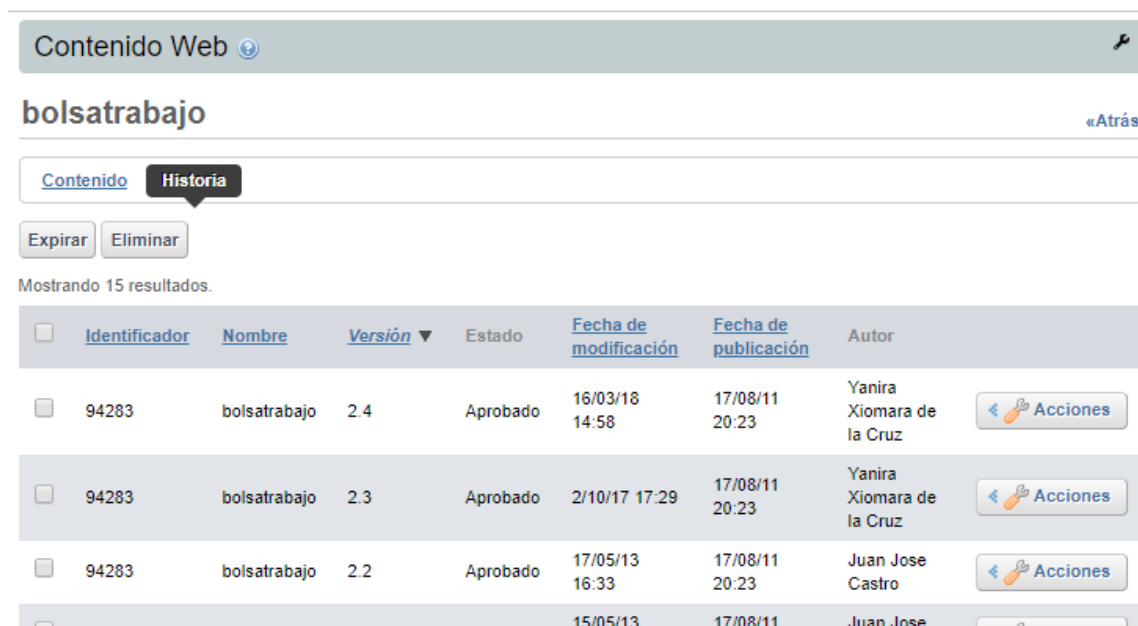 Contenido Web
bolsatrabajo
«Atrás
Contenido Historia
Expirar Eliminar
Mostrando 15 resultados.
Identificador Nombre Versión ▼ Estado Fecha de modificación Fecha de publicación Autor
94283 bolsatrabajo 2.4 Aprobado 16/03/18 14:58 17/08/11 20:23 Yanira Xiomara de la Cruz Acciones
94283 bolsatrabajo 2.3 Aprobado 2/10/17 17:29 17/08/11 20:23 Yanira Xiomara de la Cruz Acciones
94283 bolsatrabajo 2.2 Aprobado 17/05/13 16:33 17/08/11 20:23 Juan Jose Castro Acciones
15/05/13 17/08/11 Juan Jose